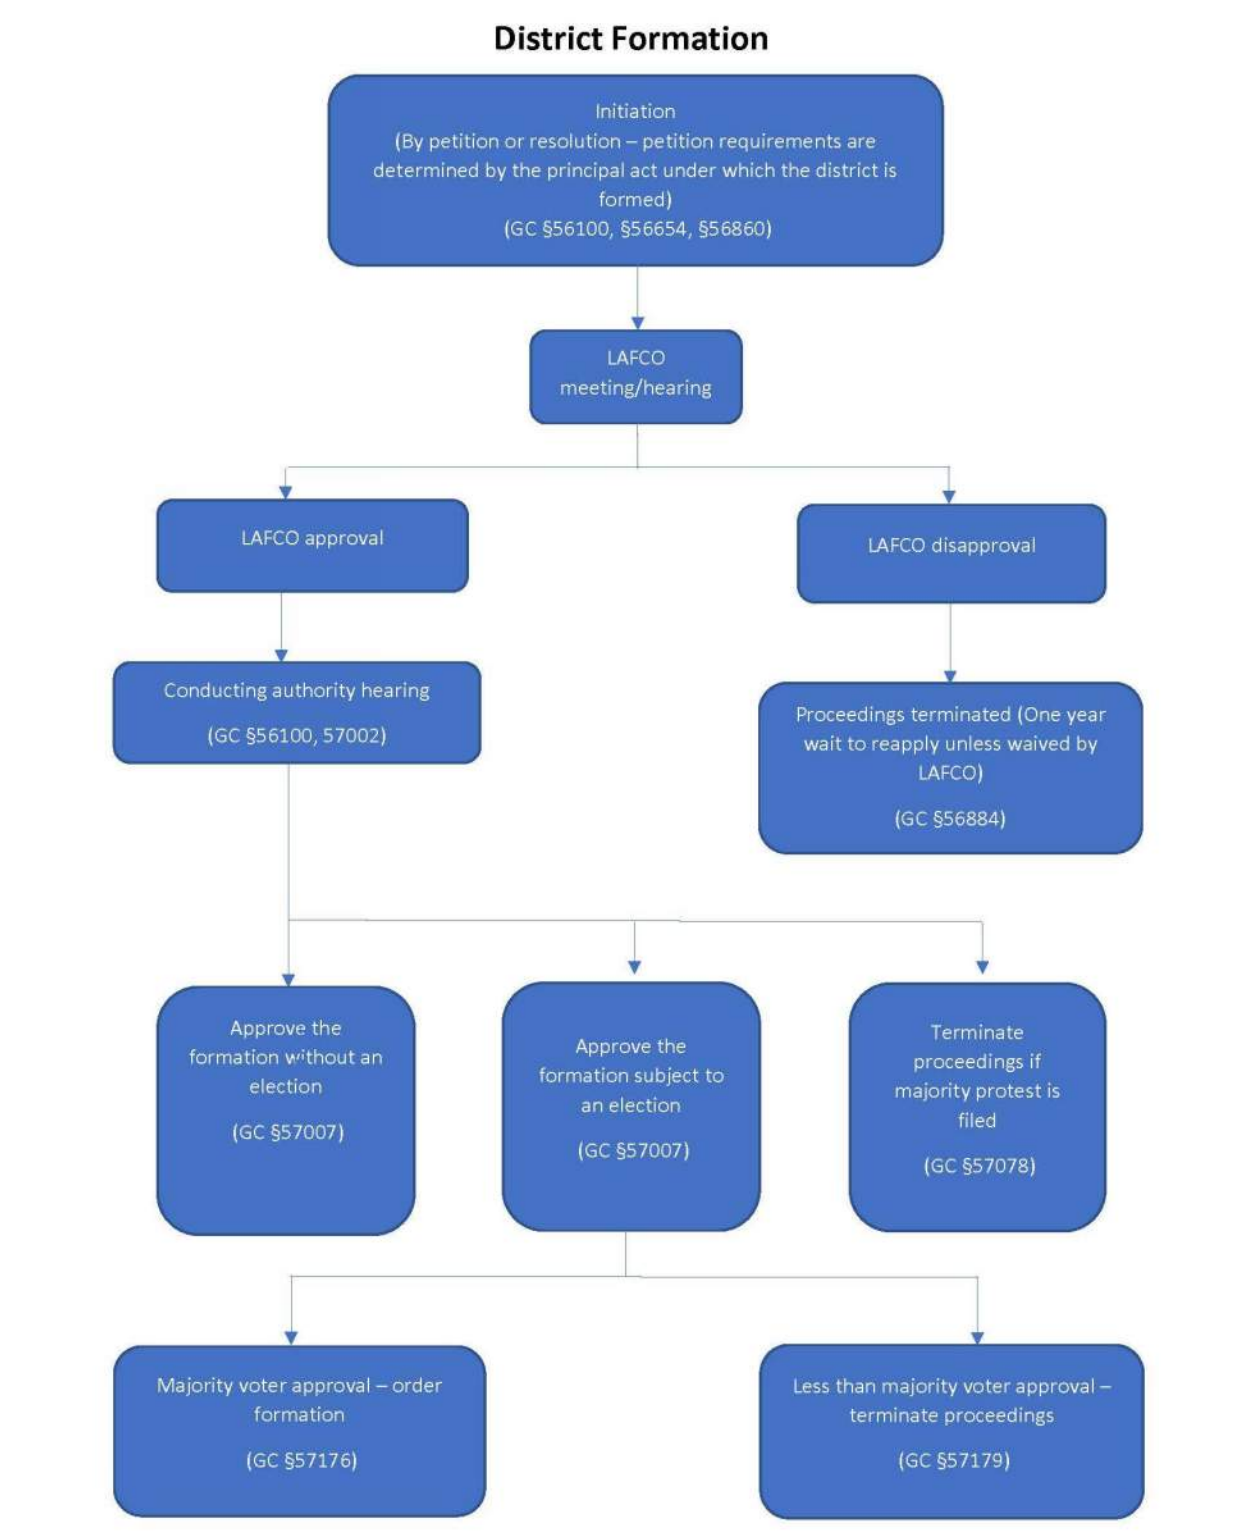 District Formation
Initiation
(By petition or resolution – petition requirements are
determined by the principal act under which the district is
formed)
(GC §56100, §56654, §56860)
LAFCO
meeting/hearing
LAFCO approval
LAFCO disapproval
Conducting authority hearing
(GC §56100, 57002)
Proceedings terminated (One year
wait to reapply unless waived by
LAFCO)
(GC §56884)
Approve the
formation without an
election
(GC §57007)
Approve the
formation subject to
an election
(GC §57007)
Terminate
proceedings if
majority protest is
filed
(GC §57078)
Majority voter approval – order
formation
(GC §57176)
Less than majority voter approval –
terminate proceedings
(GC §57179)